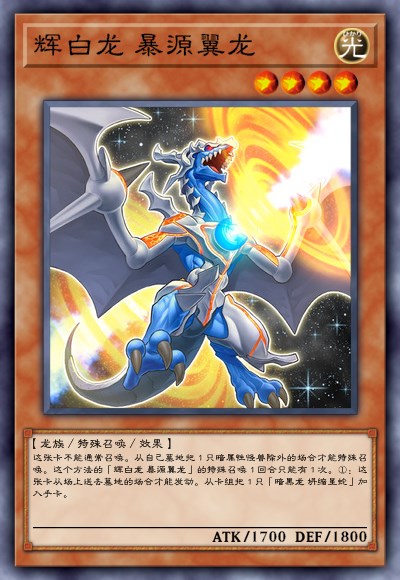 辉白龙 暴源翼龙
光
ひかり
【龙族／特殊召唤／效果】
这张卡不能通常召唤。从自己墓地把１只暗属性怪兽除外的场合才能特殊召
唤。这个方法的「辉白龙 暴源翼龙」的特殊召唤１回合只能有１次。①：这
张卡从场上送去墓地的场合才能发动。从卡组把１只「暗黑龙 坍缩星蛇」加
入手卡。
ATK/1700 DEF/1800